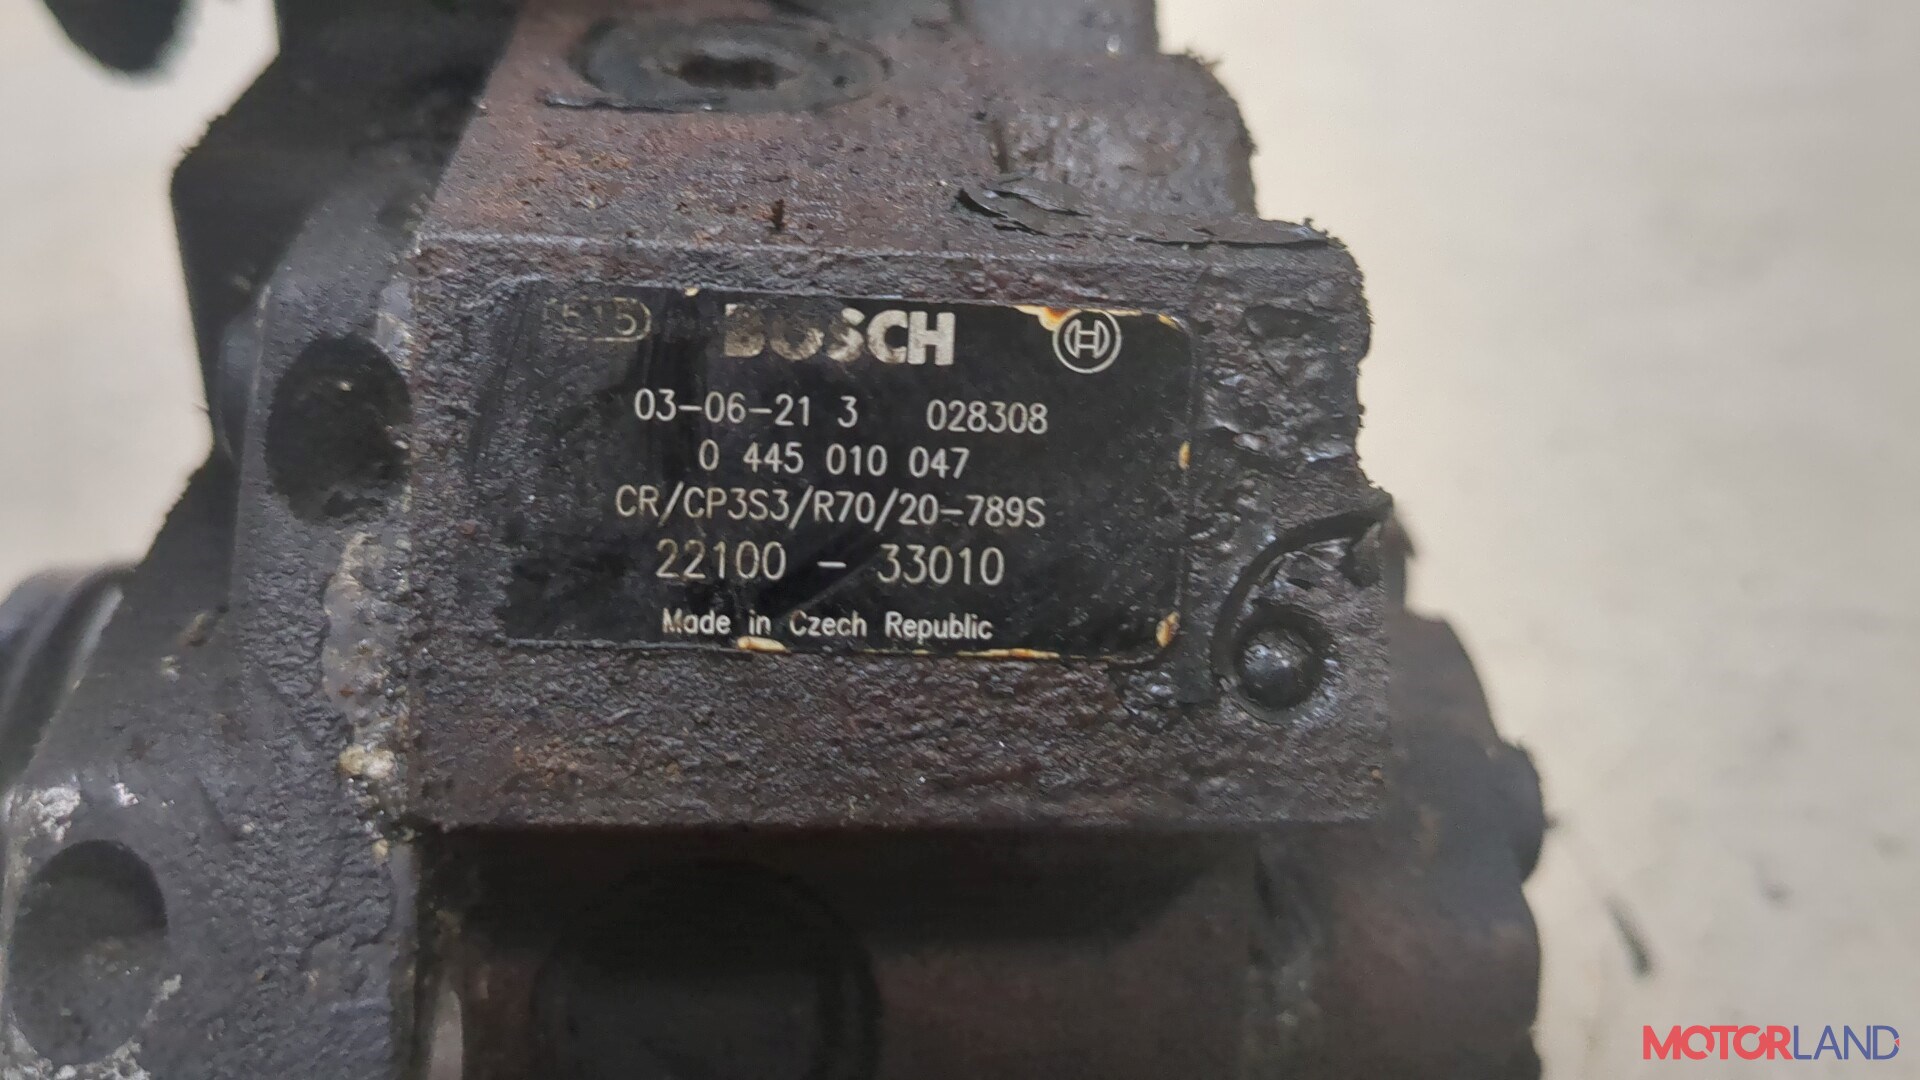 515 BOSCH
03-06-21 3 028308
0 445 010 047
CR/CP3S3/R70/20-789S
22100 - 33010
Made in Czech Republic
MOTORLAND